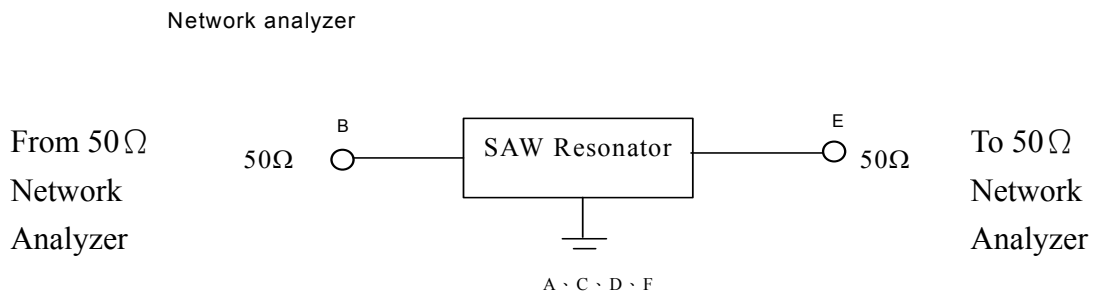 Network analyzer
From 50Ω
Network
Analyzer
50Ω
B
SAW Resonator
E
50Ω
To 50Ω
Network
Analyzer
A、C、D、F